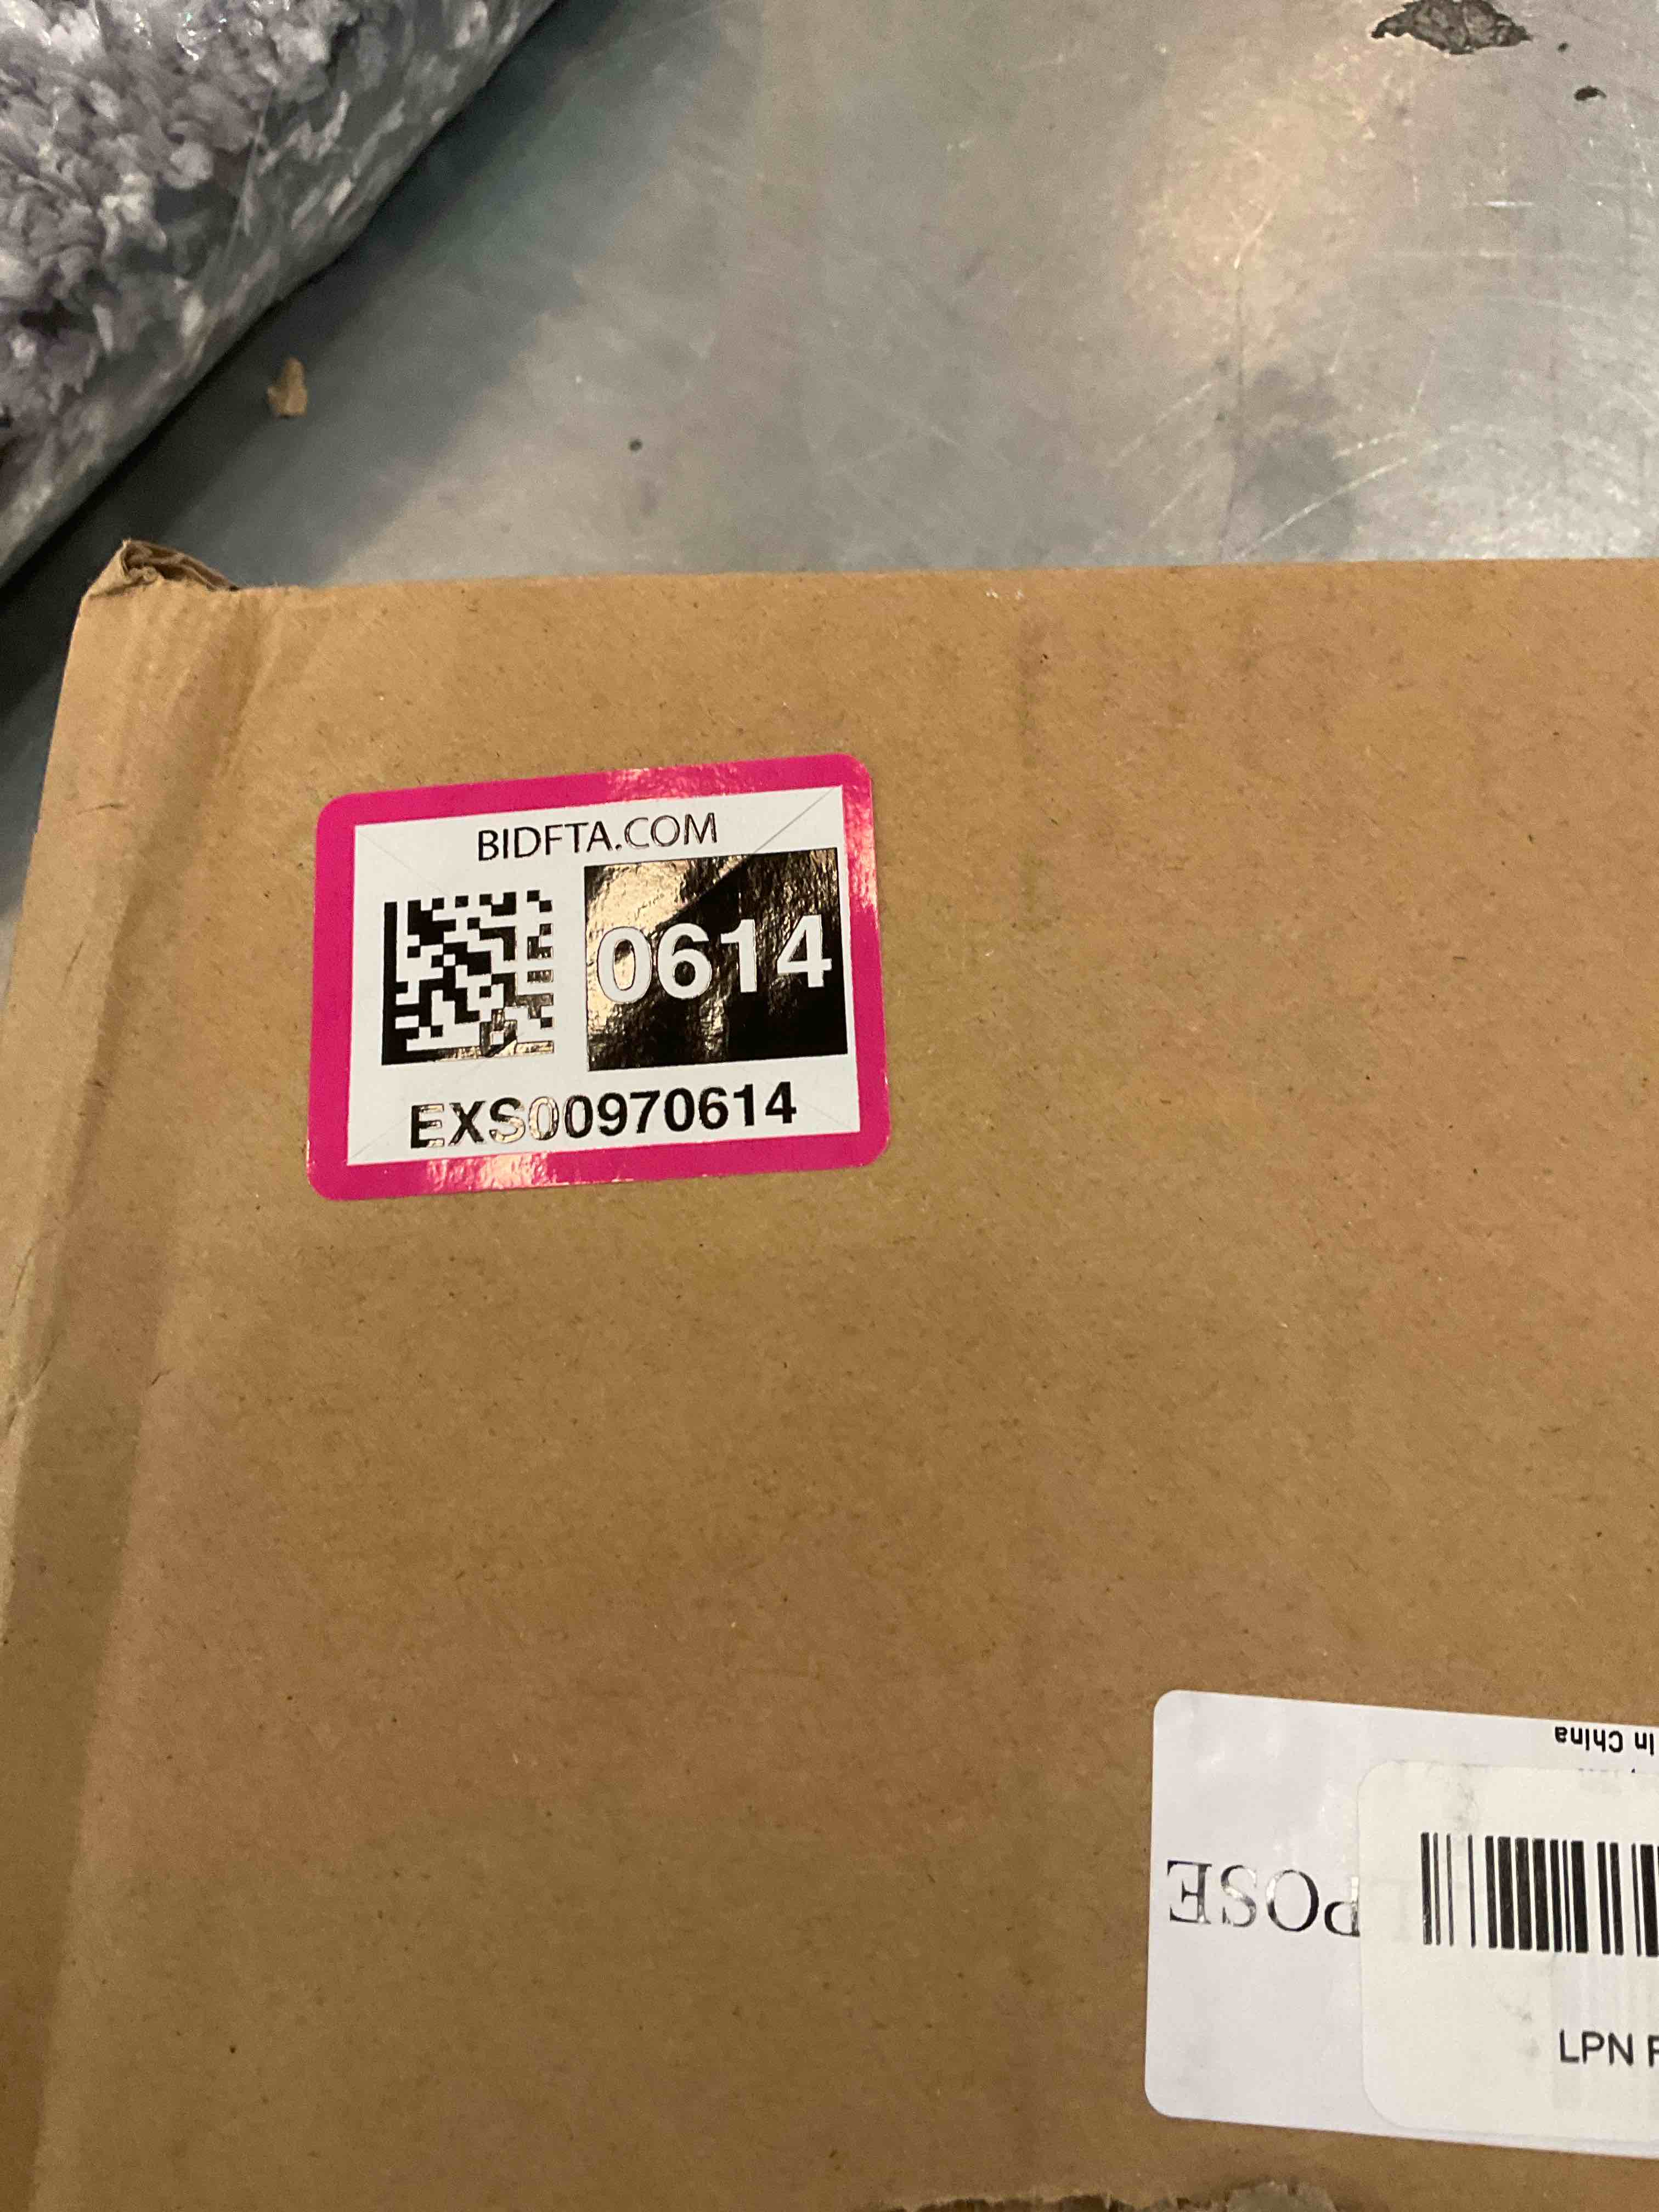 BIDFTA.COM
0614
EXS00970614
In China
POSE
LPN